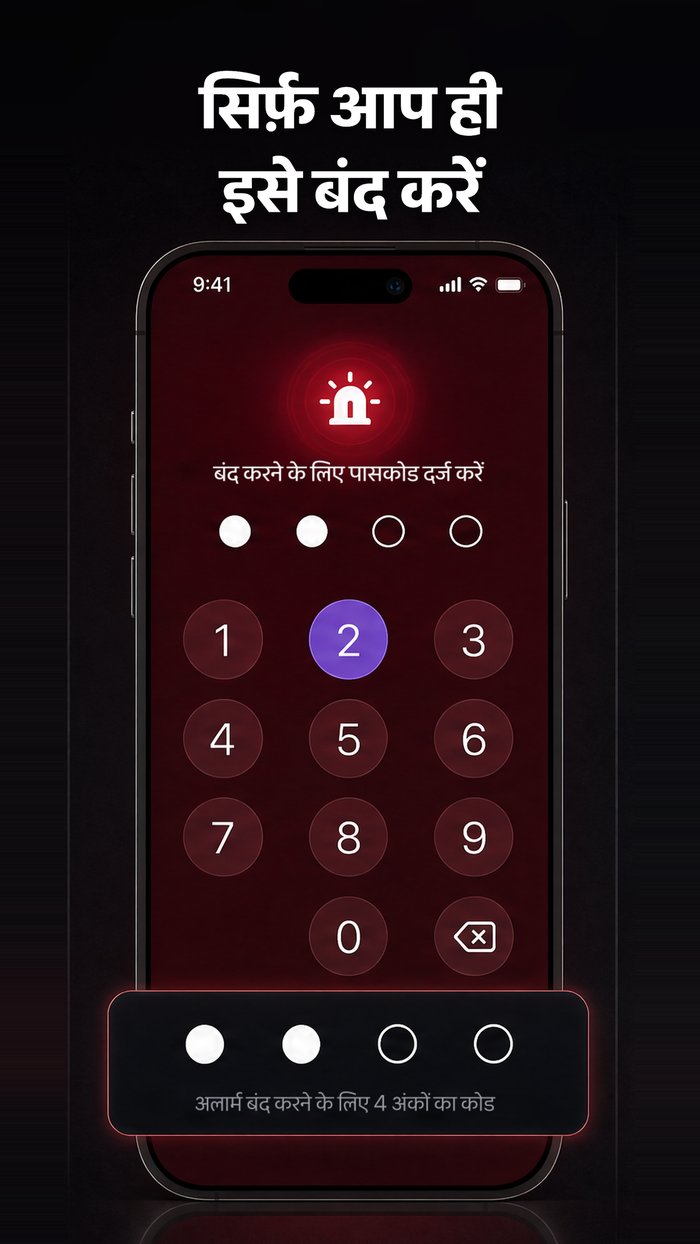 सिर्फ़ आप ही
इसे बंद करें
9:41
बंद करने के लिए पासकोड दर्ज करें
1 2 3
4 5 6
7 8 9
0
अलार्म बंद करने के लिए 4 अंकों का कोड